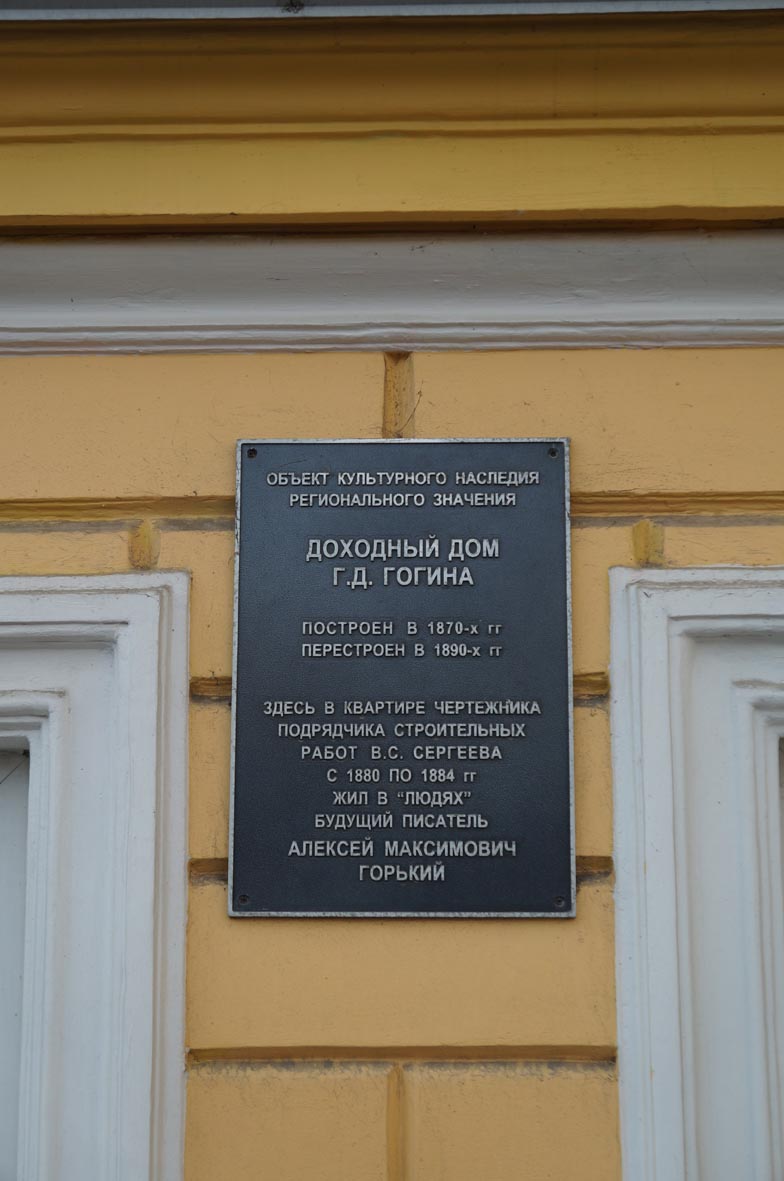 ОБЪЕКТ КУЛЬТУРНОГО НАСЛЕДИЯ
РЕГИОНАЛЬНОГО ЗНАЧЕНИЯ
ДОХОДНЫЙ ДОМ
Г.Д. ГОГИНА
ПОСТРОЕН В 1870-х гг
ПЕРЕСТРОЕН В 1890-х гг
ЗДЕСЬ В КВАРТИРЕ ЧЕРТЕЖНИКА
ПОДРЯДЧИКА СТРОИТЕЛЬНЫХ
РАБОТ В.С. СЕРГЕЕВА
С 1880 ПО 1884 гг
ЖИЛ В “ЛЮДЯХ”
БУДУЩИЙ ПИСАТЕЛЬ
АЛЕКСЕЙ МАКСИМОВИЧ
ГОРЬКИЙ